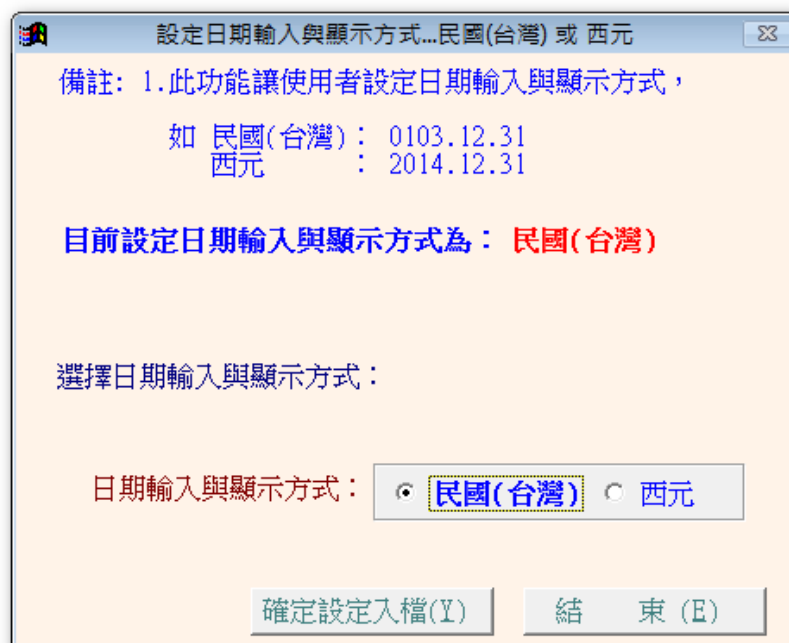 設定日期輸入與顯示方式...民國(台灣) 或 西元
備註: 1.此功能讓使用者設定日期輸入與顯示方式，
如 民國(台灣)： 0103.12.31
西元 ： 2014.12.31
目前設定日期輸入與顯示方式為： 民國(台灣)
選擇日期輸入與顯示方式：
日期輸入與顯示方式： 民國(台灣) 西元
確定設定入檔(Y) 結 束 (E)